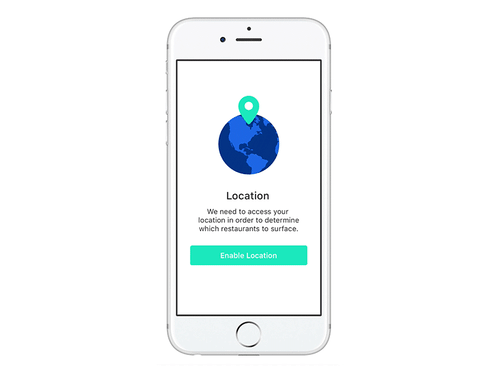 Location
We need to access your
location in order to determine
which restaurants to surface.
Enable Location